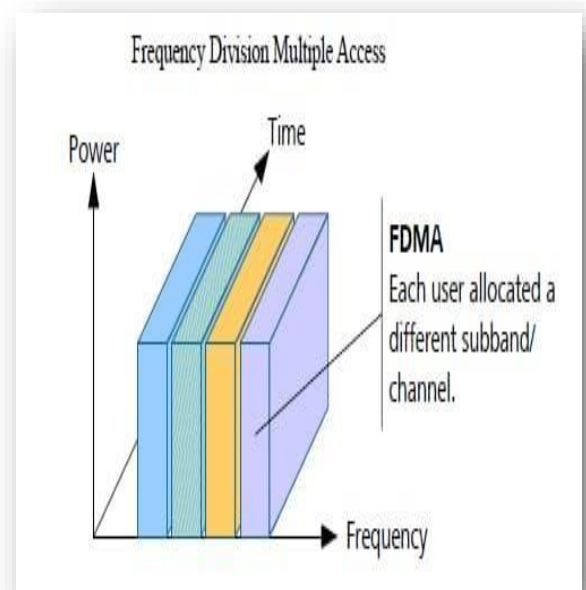 Frequency Division Multiple Access
Power
Time
FDMA
Each user allocated a
different subband/
channel.
Frequency